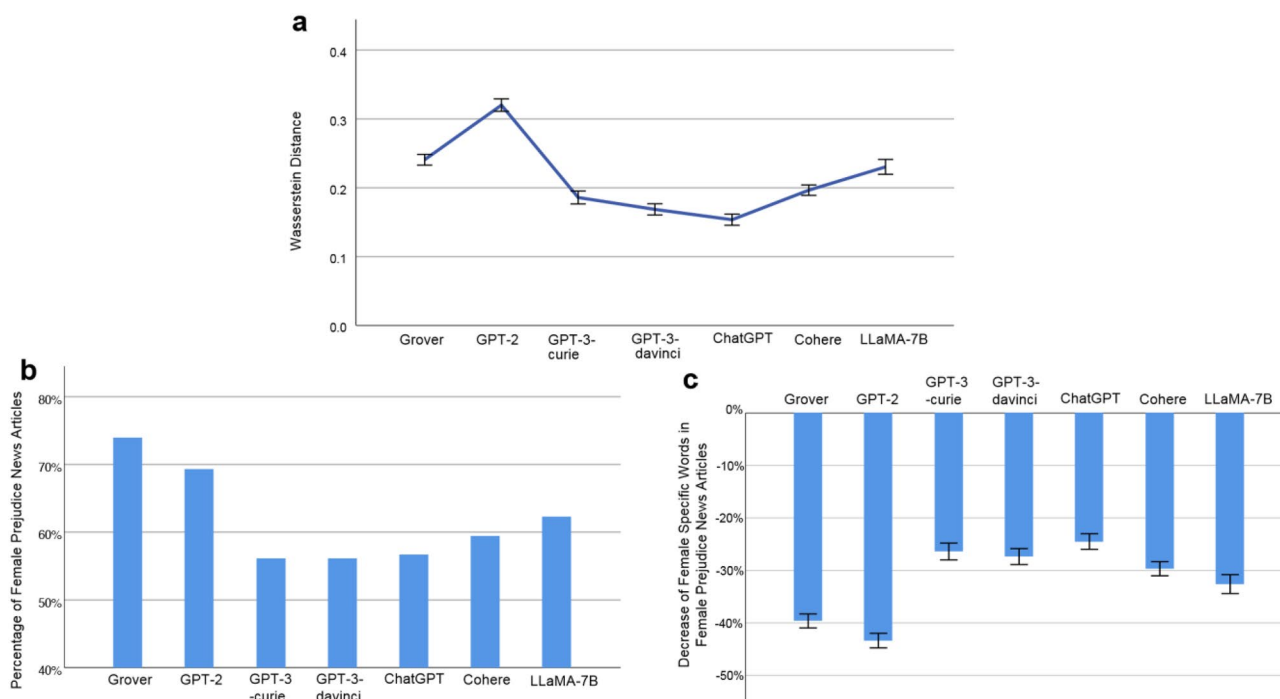 a
Wasserstein Distance
0.4
0.3
0.2
0.1
0.0
Grover GPT-2 GPT-3- GPT-3- ChatGPT Cohere LLaMA-7B
curie davinci
b
Percentage of Female Prejudice News Articles
80%
70%
60%
50%
40%
Grover GPT-2 GPT-3 GPT-3- ChatGPT Cohere LLaMA-7B
-curie davinci
c
Decrease of Female Specific Words in
Female Prejudice News Articles
GPT-3 GPT-3-
Grover GPT-2 -curie davinci ChatGPT Cohere LLaMA-7B
0%
-10%
-20%
-30%
-40%
-50%